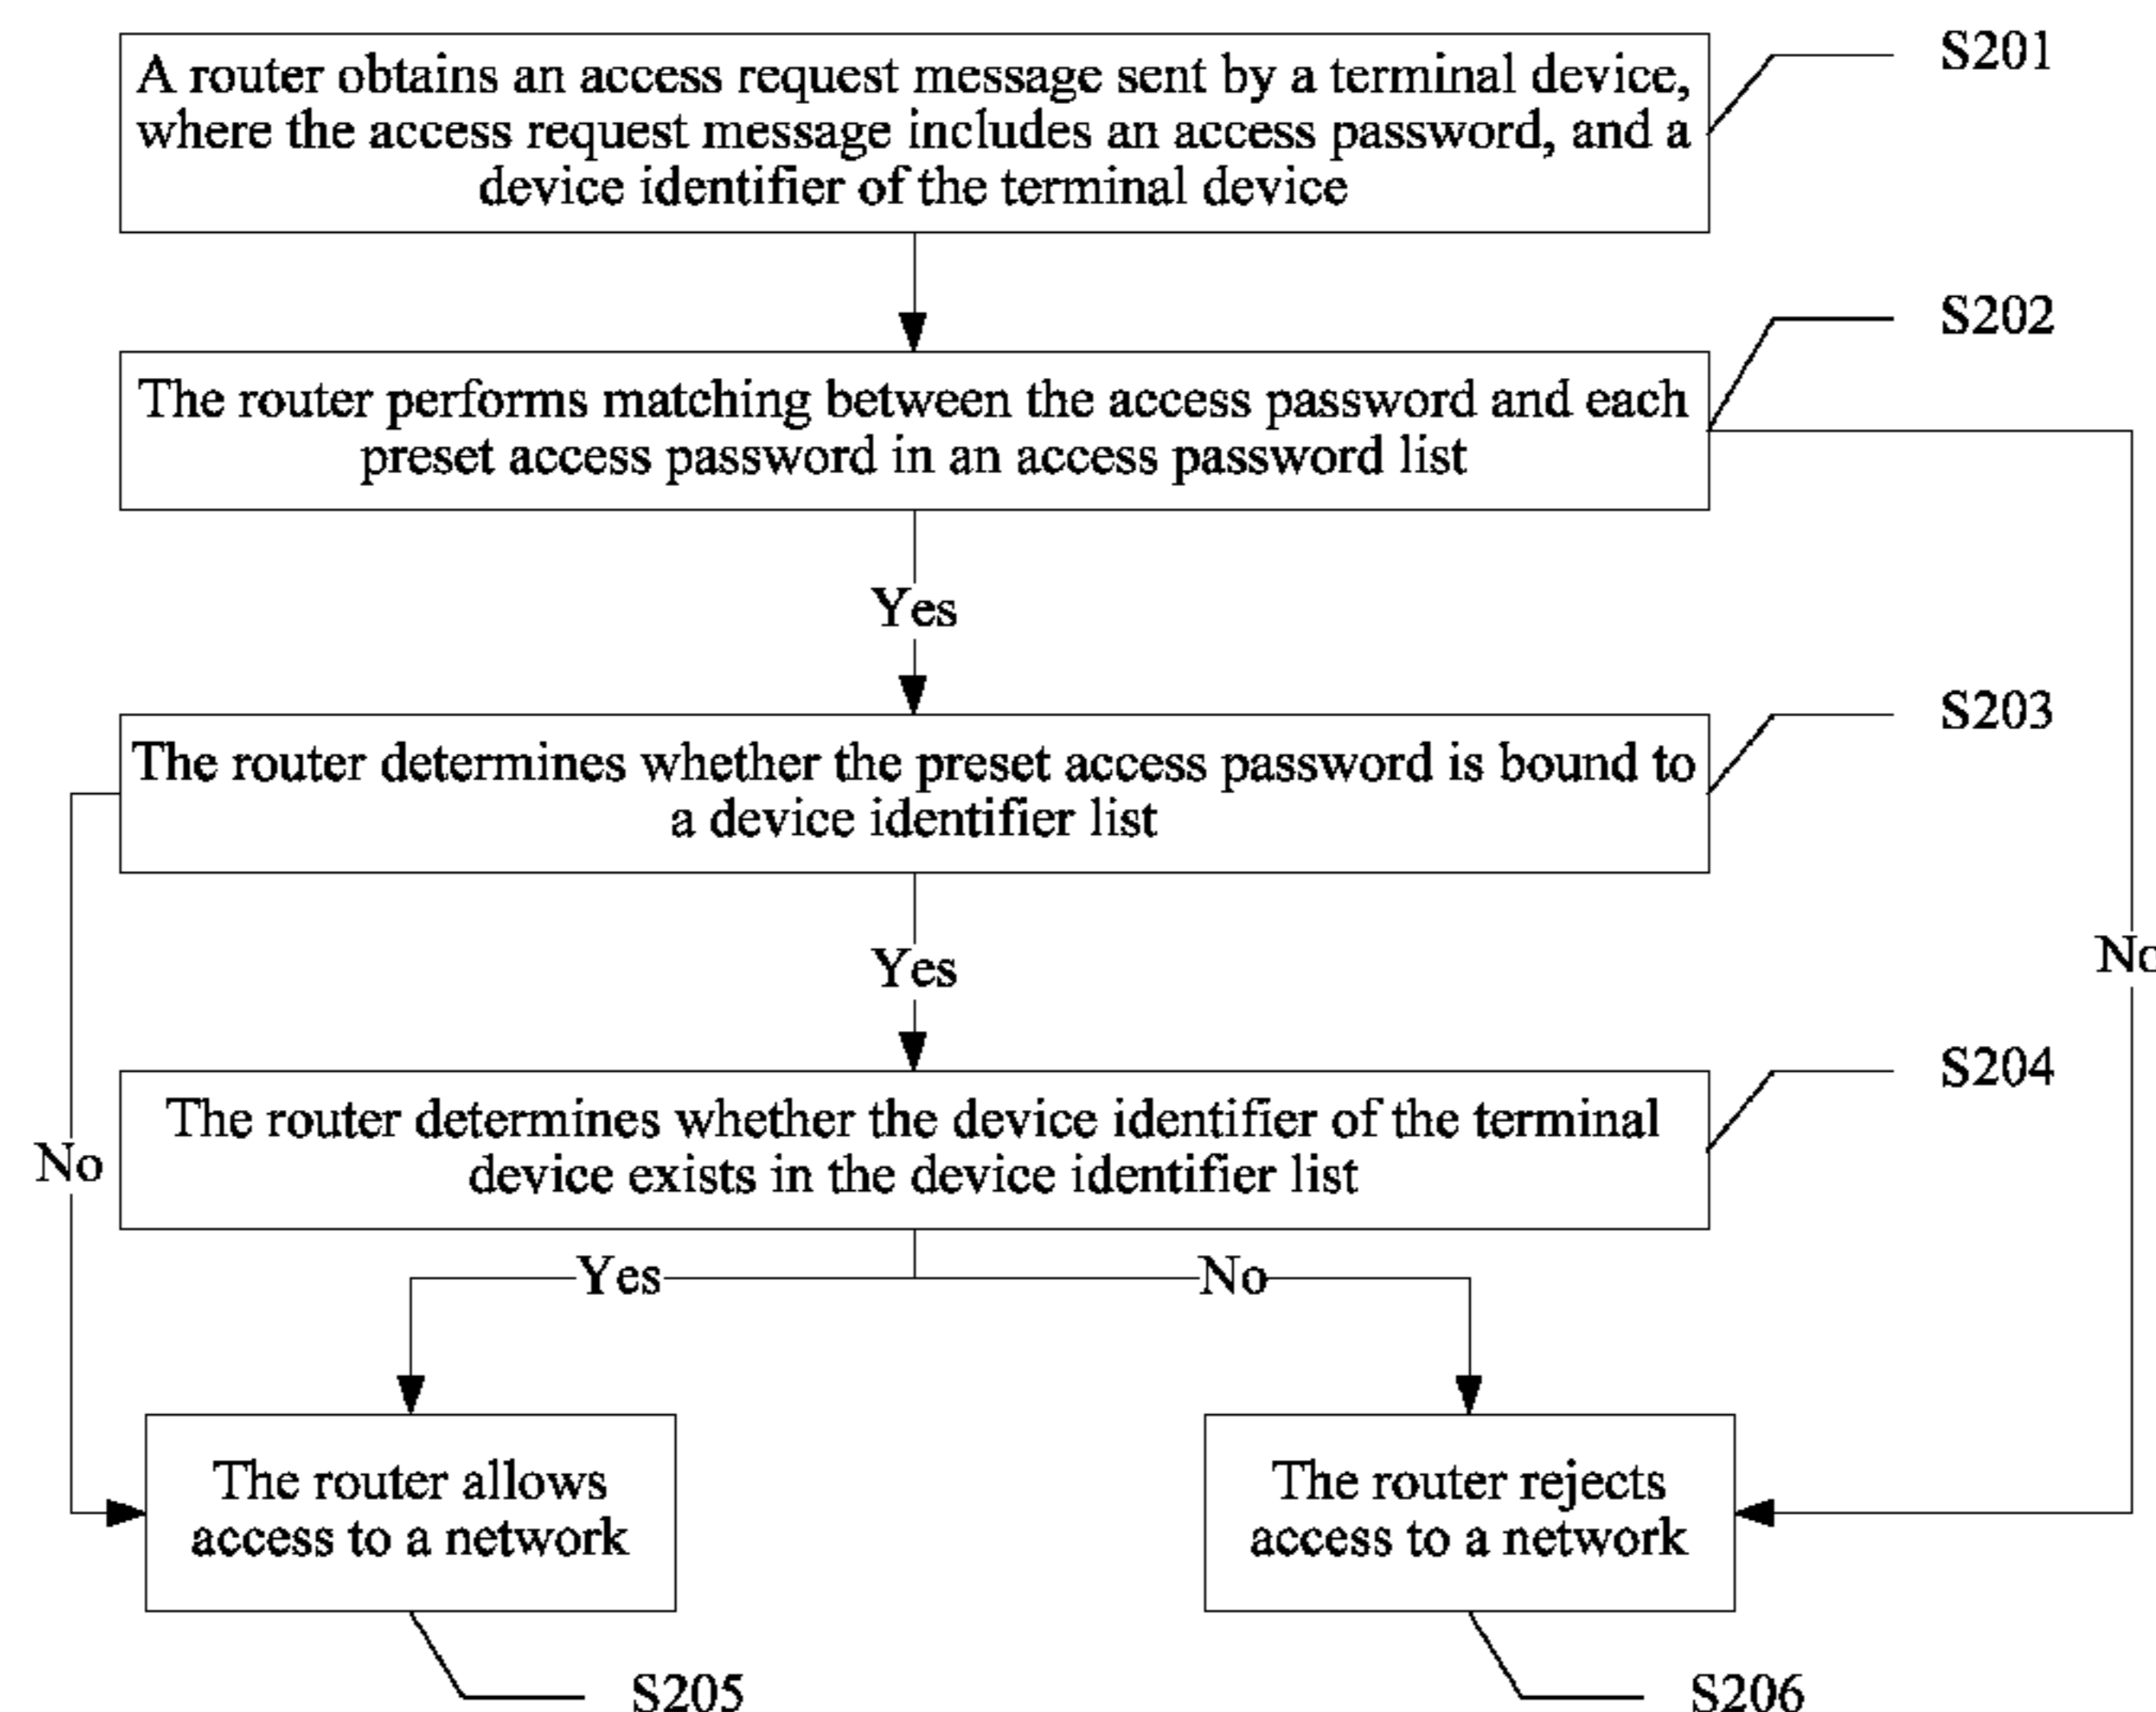 A router obtains an access request message sent by a terminal device,
where the access request message includes an access password, and a
device identifier of the terminal device
S201
The router performs matching between the access password and each
preset access password in an access password list
S202
Yes
The router determines whether the preset access password is bound to
a device identifier list
S203
Yes
No
The router determines whether the device identifier of the terminal
device exists in the device identifier list
S204
No
Yes
No
The router allows
access to a network
The router rejects
access to a network
S205
S206